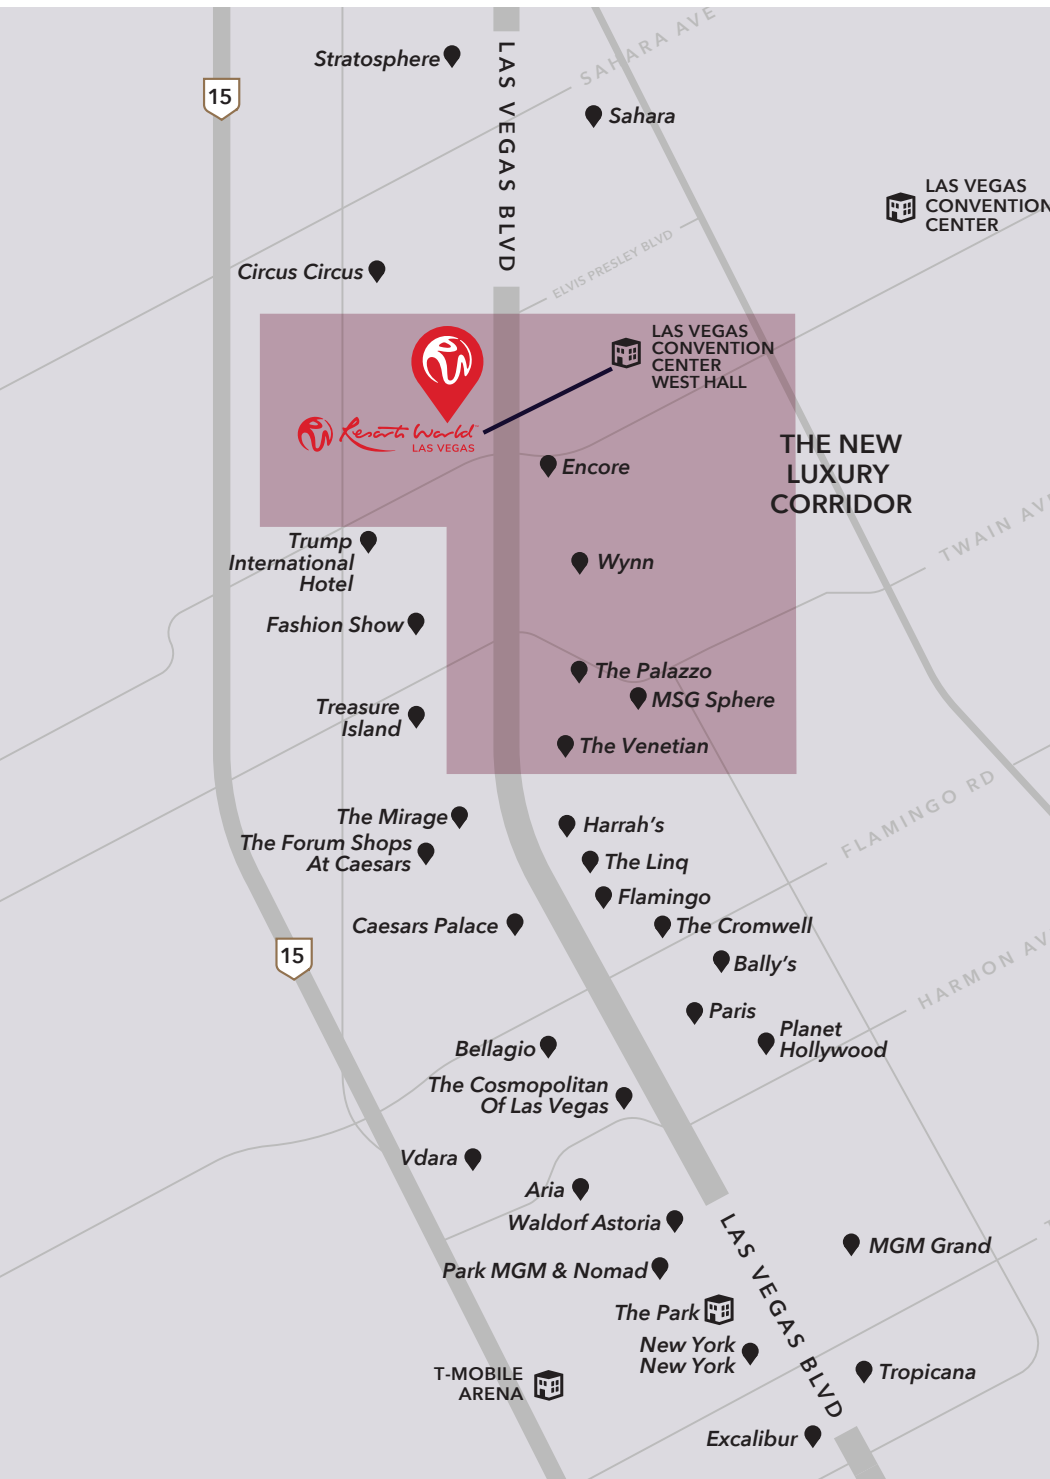 SAHARA AVE
Stratosphere
LAS VEGAS BLVD
15
Sahara
LAS VEGAS
CONVENTION
CENTER
ELVIS PRESLEY BLVD
Circus Circus
LAS VEGAS
CONVENTION
CENTER
WEST HALL
Resorts World
LAS VEGAS
THE NEW
LUXURY
CORRIDOR
Encore
TWAIN AV
Trump
International
Hotel
Wynn
Fashion Show
The Palazzo
MSG Sphere
Treasure
Island
The Venetian
FLAMINGO RD
The Mirage
Harrah's
The Forum Shops
At Caesars
The Linq
Flamingo
Caesars Palace
The Cromwell
15
Bally's
HARMON AV
Paris
Planet
Hollywood
Bellagio
The Cosmopolitan
Of Las Vegas
Vdara
Aria
Waldorf Astoria
LAS VEGAS BLVD
MGM Grand
Park MGM & Nomad
The Park
New York
New York
T-MOBILE
ARENA
Tropicana
Excalibur